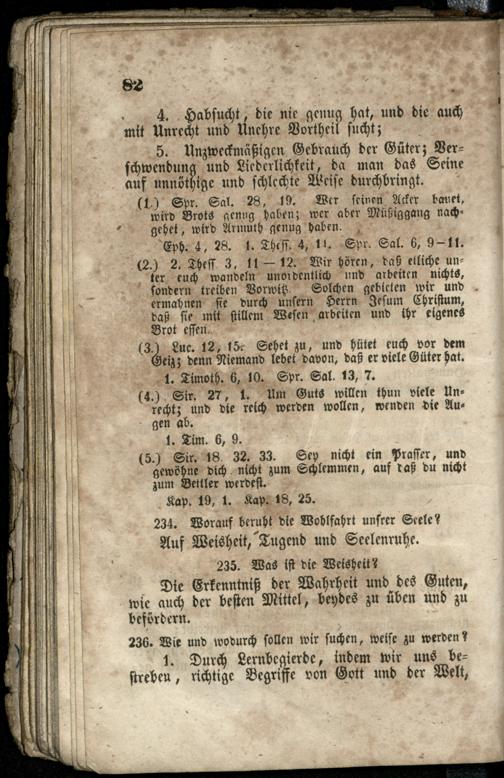 82
4. Habsucht, die nie genug hat, und die auch
mit Unrecht und Unehre Vortheil sucht;
5. Unzweckmäßigen Gebrauch der Güter; Ver-
schwendung und Liederlichkeit, da man das Seine
auf unnöthige und schlechte Weise durchbringt.
(1.) Spr. Sal. 28, 19. Wer seinen Acker bauet,
wird Brots genug haben; wer aber Müßiggang nach-
gehet, wird Armuth genug haben.
Eph. 4, 28. 1. Thess. 4, 11. Spr. Sal. 6, 9-11.
(2.) 2. Thess. 3, 11 — 12. Wir hören, daß etliche un-
ter euch wandeln unordentlich und arbeiten nichts,
sondern treiben Vorwitz. Solchen gebieten wir und
ermahnen sie durch unsern Herrn Jesum Christum,
daß sie mit stillem Wesen arbeiten und ihr eigenes
Brot essen.
(3.) Luc. 12, 15. Sehet zu, und hütet euch vor dem
Geiz; denn Niemand lebet davon, daß er viele Güter hat.
1. Timoth. 6, 10. Spr. Sal. 13, 7.
(4.) Sir. 27, 1. Um Guts willen thun viele Un-
recht; und die reich werden wollen, wenden die Au-
gen ab.
1. Tim. 6, 9.
(5.) Sir. 18. 32. 33. Sey nicht ein Prasser, und
gewöhne dich nicht zum Schlemmen, auf daß du nicht
zum Bettler werdest.
Kap. 19, 1. Kap. 18, 25.
234. Worauf beruht die Wohlfahrt unsrer Seele?
Auf Weisheit, Tugend und Seelenruhe.
235. Was ist die Weisheit?
Die Erkenntniß der Wahrheit und des Guten,
wie auch der besten Mittel, beydes zu üben und zu
befördern.
236. Wie und wodurch sollen wir suchen, weise zu werden?
1. Durch Lernbegierde, indem wir uns be-
streben, richtige Begriffe von Gott und der Welt,